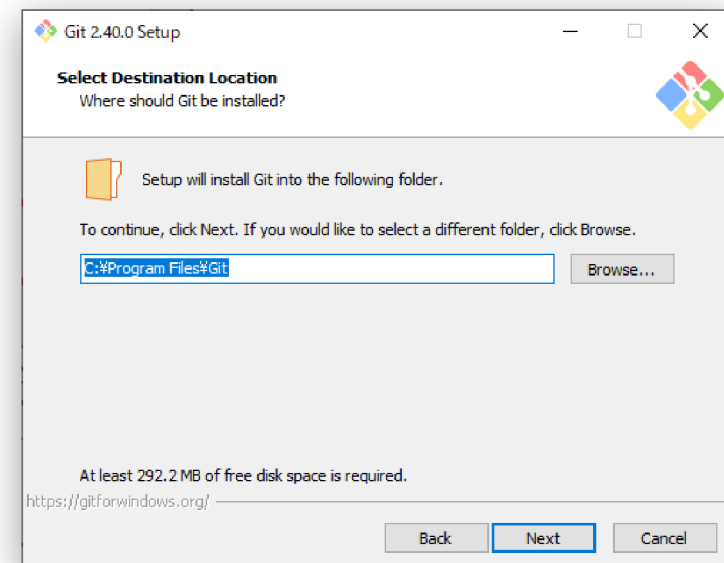 Git 2.40.0 Setup
Select Destination Location
Where should Git be installed?
Setup will install Git into the following folder.
To continue, click Next. If you would like to select a different folder, click Browse.
C:¥Program Files¥Git
Browse...
At least 292.2 MB of free disk space is required.
https://gitforwindows.org/
Back
Next
Cancel